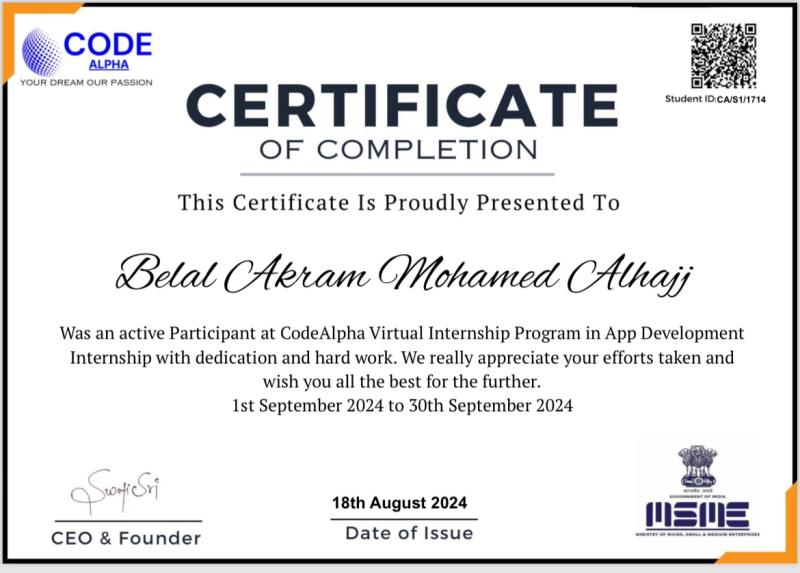 CODE
ALPHA
YOUR DREAM OUR PASSION
Student ID:CA/S1/1714
CERTIFICATE
OF COMPLETION
This Certificate Is Proudly Presented To
Belal Akram Mohamed Alhajj
Was an active Participant at CodeAlpha Virtual Internship Program in App Development
Internship with dedication and hard work. We really appreciate your efforts taken and
wish you all the best for the further.
1st September 2024 to 30th September 2024
SwatiSri
CEO & Founder
18th August 2024
Date of Issue
सत्यमेव जयते
GOVERNMENT OF INDIA
MSME
MINISTRY OF MICRO, SMALL & MEDIUM ENTERPRISES